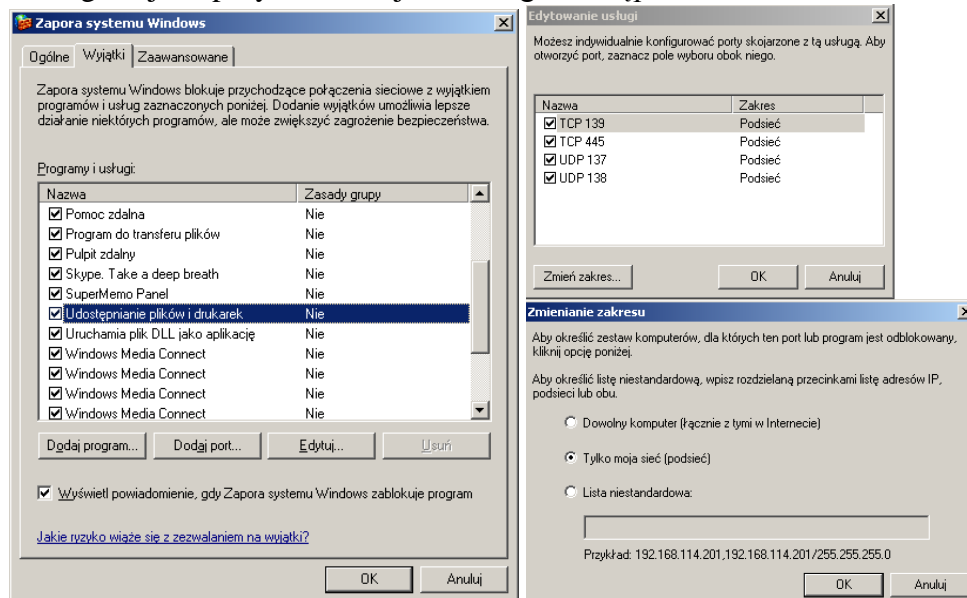 Zapora systemu Windows
Ogólne Wyjątki Zaawansowane
Zapora systemu Windows blokuje przychodzące połączenia sieciowe z wyjątkiem
programów i usług zaznaczonych poniżej. Dodanie wyjątków umożliwia lepsze
działanie niektórych programów, ale może zwiększyć zagrożenie bezpieczeństwa.
Programy i usługi:
Nazwa Zasady grupy
Pomoc zdalna Nie
Program do transferu plików Nie
Pulpit zdalny Nie
Skype. Take a deep breath Nie
SuperMemo Panel Nie
Udostępnianie plików i drukarek Nie
Uruchamia plik DLL jako aplikację Nie
Windows Media Connect Nie
Windows Media Connect Nie
Windows Media Connect Nie
Windows Media Connect Nie
Dodaj program... Dodaj port... Edytuj... Usuń
Wyświetl powiadomienie, gdy Zapora systemu Windows zablokuje program
Jakie ryzyko wiąże się z zezwalaniem na wyjątki?
OK Anuluj
Edytowanie usługi
Możesz indywidualnie konfigurować porty skojarzone z tą usługą. Aby
otworzyć port, zaznacz pole wyboru obok niego.
Nazwa Zakres
TCP 139 Podsieć
TCP 445 Podsieć
UDP 137 Podsieć
UDP 138 Podsieć
Zmień zakres... OK Anuluj
Zmienianie zakresu
Aby określić zestaw komputerów, dla których ten port lub program jest odblokowany,
kliknij opcję poniżej.
Aby określić listę niestandardową, wpisz rozdzielaną przecinkami listę adresów IP,
podsieci lub obu.
Dowolny komputer (łącznie z tymi w Internecie)
Tylko moja sieć (podsieć)
Lista niestandardowa:
Przykład: 192.168.114.201,192.168.114.201/255.255.255.0
OK Anuluj